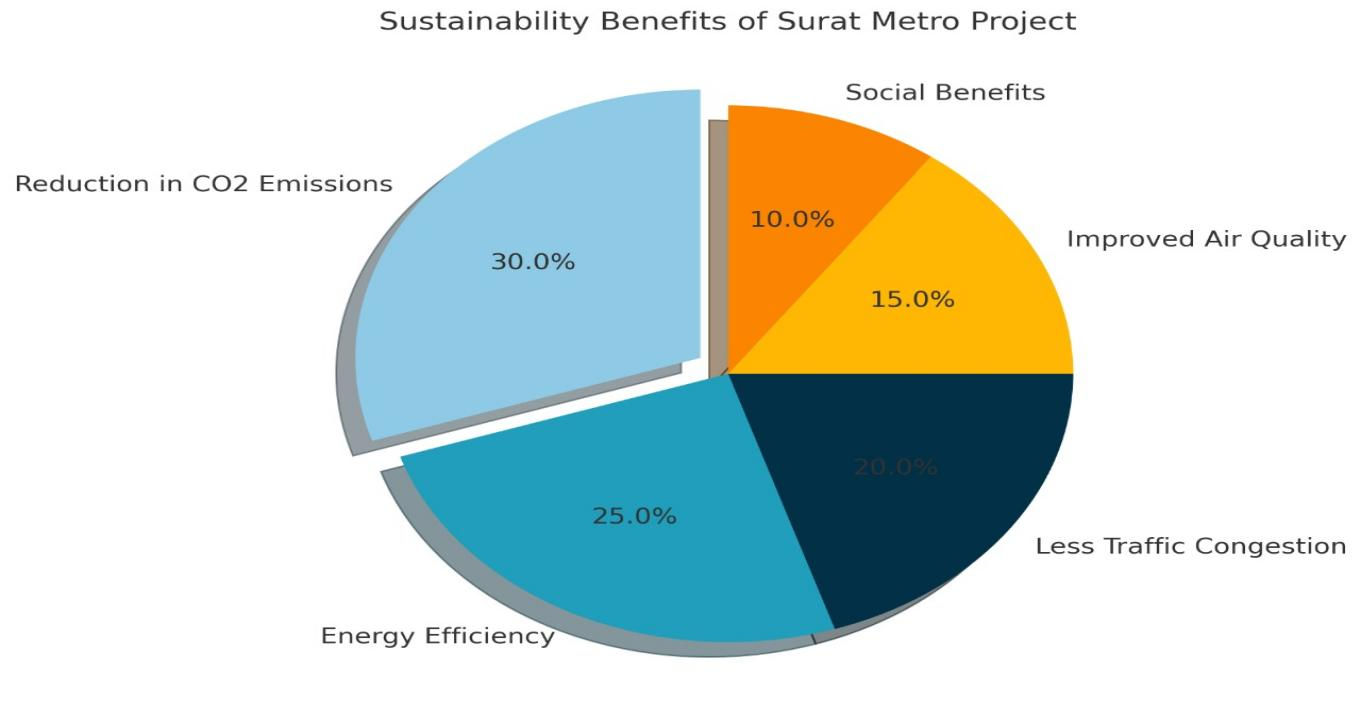 Sustainability Benefits of Surat Metro Project
Social Benefits
Reduction in CO2 Emissions
10.0%
Improved Air Quality
30.0%
15.0%
20.0%
25.0%
Less Traffic Congestion
Energy Efficiency